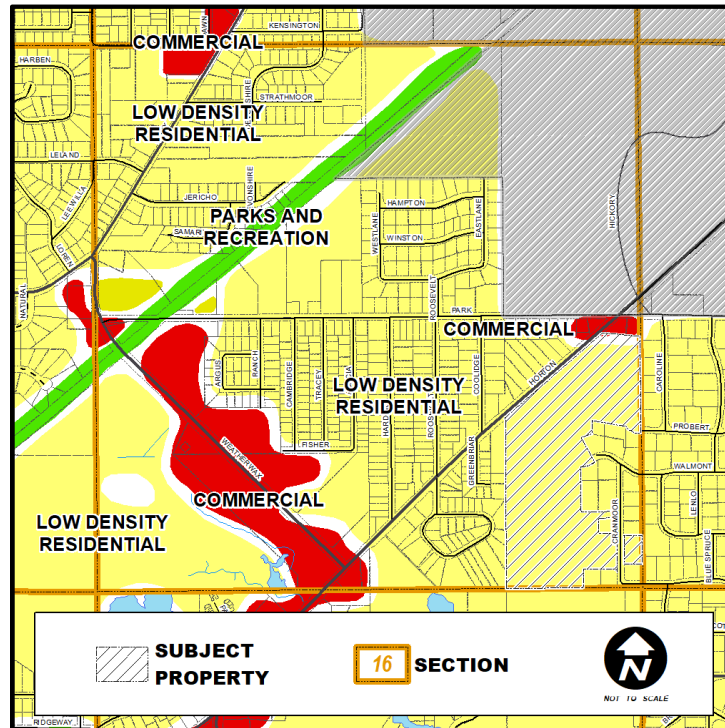 KENSINGTON
COMMERCIAL
HARBEN
STRATHMOOR
LOW DENSITY
RESIDENTIAL
LELAND
LEEWILLA
JERICHO
HAMPTON
PARKS AND
RECREATION
WESTLANE
EASTLANE
HICKORY
WINSTON
LOREN
NATURAL
ROOSEVELT
PARK
COMMERCIAL
ARGUS
RANCH
CAMBRIDGE
TRACEY
LOW DENSITY
RESIDENTIAL
COOLIDGE
HORTON
CAROLINE
PROBERT
FISHER
WEATHERWAX
GREENBRIAR
WALMONT
COMMERCIAL
CRANMOOR
LENLO
BLUE SPRUCE
LOW DENSITY
RESIDENTIAL
SUBJECT
PROPERTY
16 SECTION
N
NOT TO SCALE
RIDGEWAY